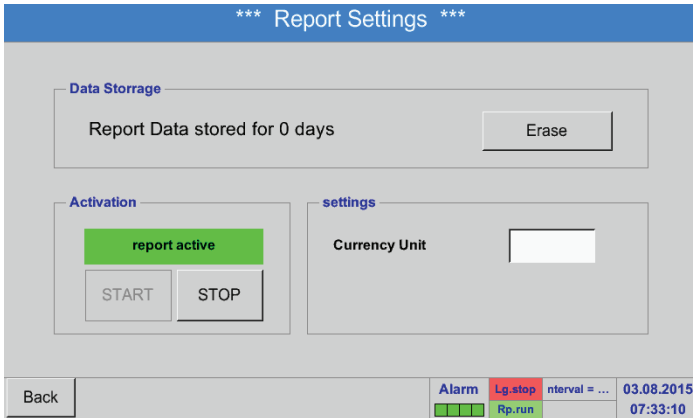 *** Report Settings ***
Data Storrage
Report Data stored for 0 days
Erase
Activation
report active
START
STOP
settings
Currency Unit
Back
Alarm
Lg.stop
nterval = ...
03.08.2015
Rp.run
07:33:10